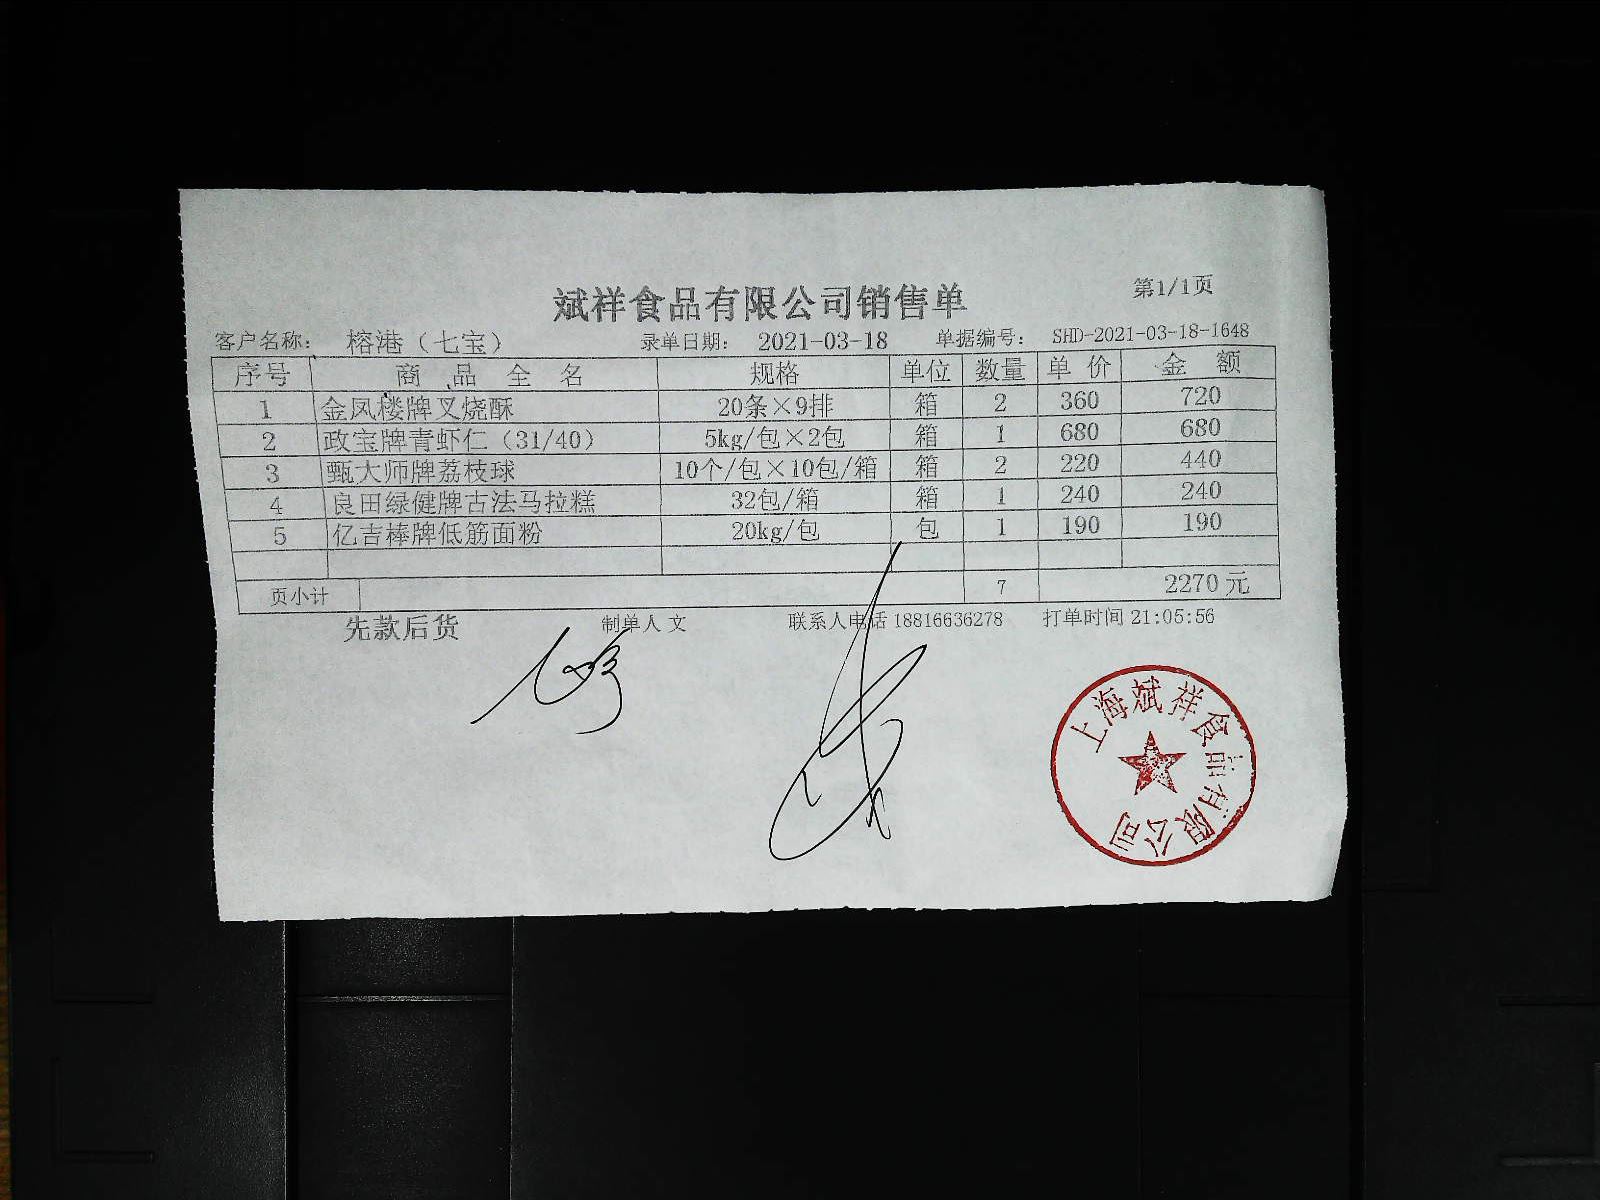 斌祥食品有限公司销售单
第1/1页
客户名称： 榕港（七宝） 录单日期： 2021-03-18 单据编号： SHD-2021-03-18-1648
序号 商品全名 规格 单位 数量 单价 金额
1 金凤楼牌叉烧酥 20条×9排 箱 2 360 720
2 政宝牌青虾仁（31/40） 5kg/包×2包 箱 1 680 680
3 甄大师牌荔枝球 10个/包×10包/箱 箱 2 220 440
4 良田绿健牌古法马拉糕 32包/箱 箱 1 240 240
5 亿吉棒牌低筋面粉 20kg/包 包 1 190 190
页小计 7 2270元
先款后货 制单人 文 联系人电话 18816636278 打单时间 21:05:56
上海斌祥食品有限公司